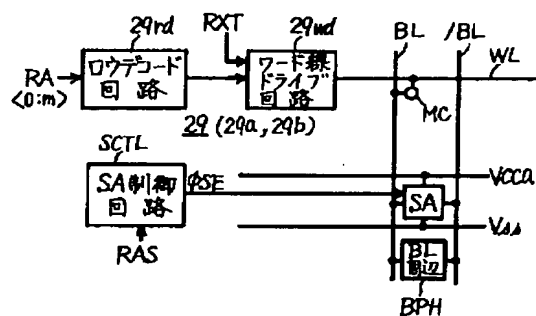 29rd
RXT
29wd
BL
/BL
RA
<0:m>
ロウデコード
回路
ワード線
ドライブ
回路
WL
MC
29 (29a, 29b)
SCTL
SA制御
回路
φSE
Vcca
SA
Vss
RAS
BL
周辺
BPH